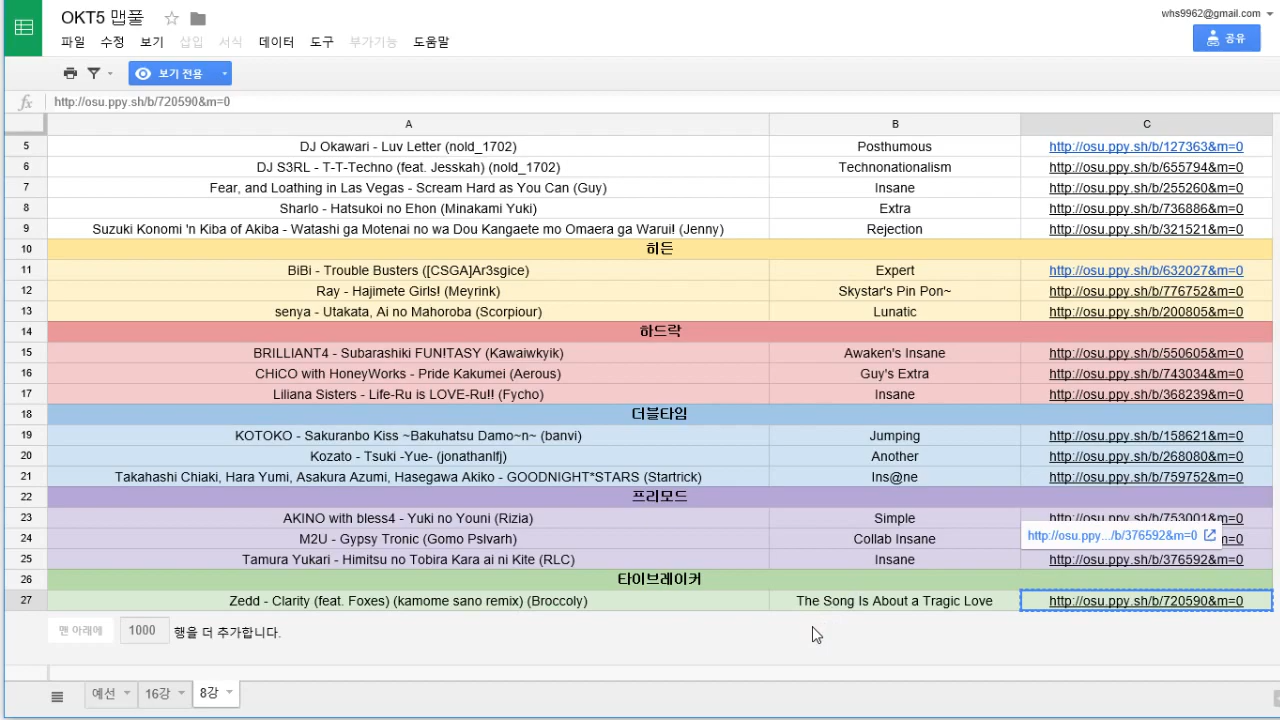 OKT5 맵풀
whs9962@gmail.com
파일 수정 보기 삽입 서식 데이터 도구 부가기능 도움말
공유
보기 전용
fx http://osu.ppy.sh/b/720590&m=0
A B C
5 DJ Okawari - Luv Letter (nold_1702) Posthumous http://osu.ppy.sh/b/127363&m=0
6 DJ S3RL - T-T-Techno (feat. Jesskah) (nold_1702) Technonationalism http://osu.ppy.sh/b/655794&m=0
7 Fear, and Loathing in Las Vegas - Scream Hard as You Can (Guy) Insane http://osu.ppy.sh/b/255260&m=0
8 Sharlo - Hatsukoi no Ehon (Minakami Yuki) Extra http://osu.ppy.sh/b/736886&m=0
9 Suzuki Konomi 'n Kiba of Akiba - Watashi ga Motenai no wa Dou Kangaete mo Omaera ga Warui! (Jenny) Rejection http://osu.ppy.sh/b/321521&m=0
10 히든
11 BiBi - Trouble Busters ([CSGA]Ar3sgice) Expert http://osu.ppy.sh/b/632027&m=0
12 Ray - Hajimete Girls! (Meyrink) Skystar's Pin Pon~ http://osu.ppy.sh/b/776752&m=0
13 senya - Utakata, Ai no Mahoroba (Scorpiour) Lunatic http://osu.ppy.sh/b/200805&m=0
14 하드락
15 BRILLIANT4 - Subarashiki FUN!TASY (Kawaiwkyik) Awaken's Insane http://osu.ppy.sh/b/550605&m=0
16 CHiCO with HoneyWorks - Pride Kakumei (Aerous) Guy's Extra http://osu.ppy.sh/b/743034&m=0
17 Liliana Sisters - Life-Ru is LOVE-Ru!! (Fycho) Insane http://osu.ppy.sh/b/368239&m=0
18 더블타임
19 KOTOKO - Sakuranbo Kiss ~Bakuhatsu Damo~n~ (banvi) Jumping http://osu.ppy.sh/b/158621&m=0
20 Kozato - Tsuki -Yue- (jonathanlfj) Another http://osu.ppy.sh/b/268080&m=0
21 Takahashi Chiaki, Hara Yumi, Asakura Azumi, Hasegawa Akiko - GOODNIGHT*STARS (Startrick) Ins@ne http://osu.ppy.sh/b/759752&m=0
22 프리모드
23 AKINO with bless4 - Yuki no Youni (Rizia) Simple http://osu.ppy.sh/b/753001&m=0
24 M2U - Gypsy Tronic (Gomo Pslvarh) Collab Insane http://osu.ppy.../b/376592&m=0 =0
25 Tamura Yukari - Himitsu no Tobira Kara ai ni Kite (RLC) Insane http://osu.ppy.sh/b/376592&m=0
26 타이브레이커
27 Zedd - Clarity (feat. Foxes) (kamome sano remix) (Broccoly) The Song Is About a Tragic Love http://osu.ppy.sh/b/720590&m=0
맨 아래에 1000 행을 더 추가합니다.
예선 16강 8강